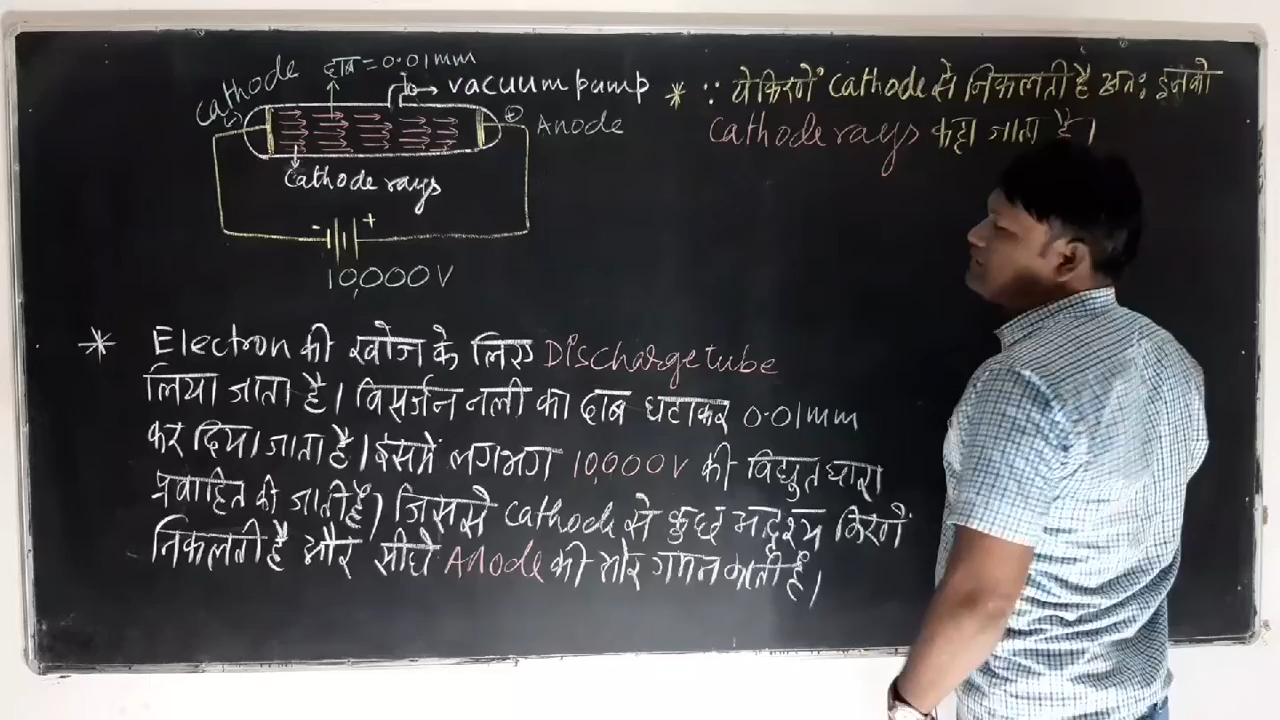 Cathode
दाब = 0.01mm
vacuum pump
(-)
+
Anode
Cathode rays
- +
10,000V
* Electron की खोज के लिए Discharge tube
लिया जाता है। विसर्जन नली का दाब घटाकर 0.01mm
कर दिया जाता है। इसमें लगभग 10,000V की विद्युत धारा
प्रवाहित की जाती है। जिससे Cathode से कुछ अदृश्य किरणें
निकलती है और सीधे Anode की ओर गमन करती है।
* ∵ ये किरणें Cathode से निकलती है अतः इनको
Cathode rays कहा जाता है।